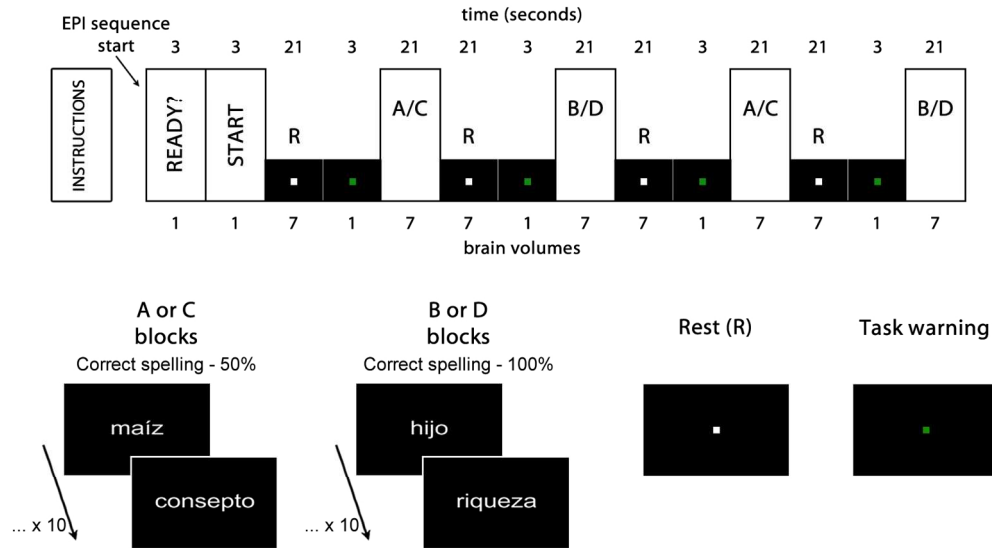 time (seconds)
EPI sequence
start
3 3 21 3 21 21 3 21 21 3 21 21 3 21
INSTRUCTIONS
READY?
START
R
A/C
R
B/D
R
A/C
R
B/D
1 1 7 1 7 7 1 7 7 1 7 7 1 7
brain volumes
A or C
blocks
Correct spelling - 50%
maíz
consepto
... x 10
B or D
blocks
Correct spelling - 100%
hijo
riqueza
... x 10
Rest (R)
Task warning